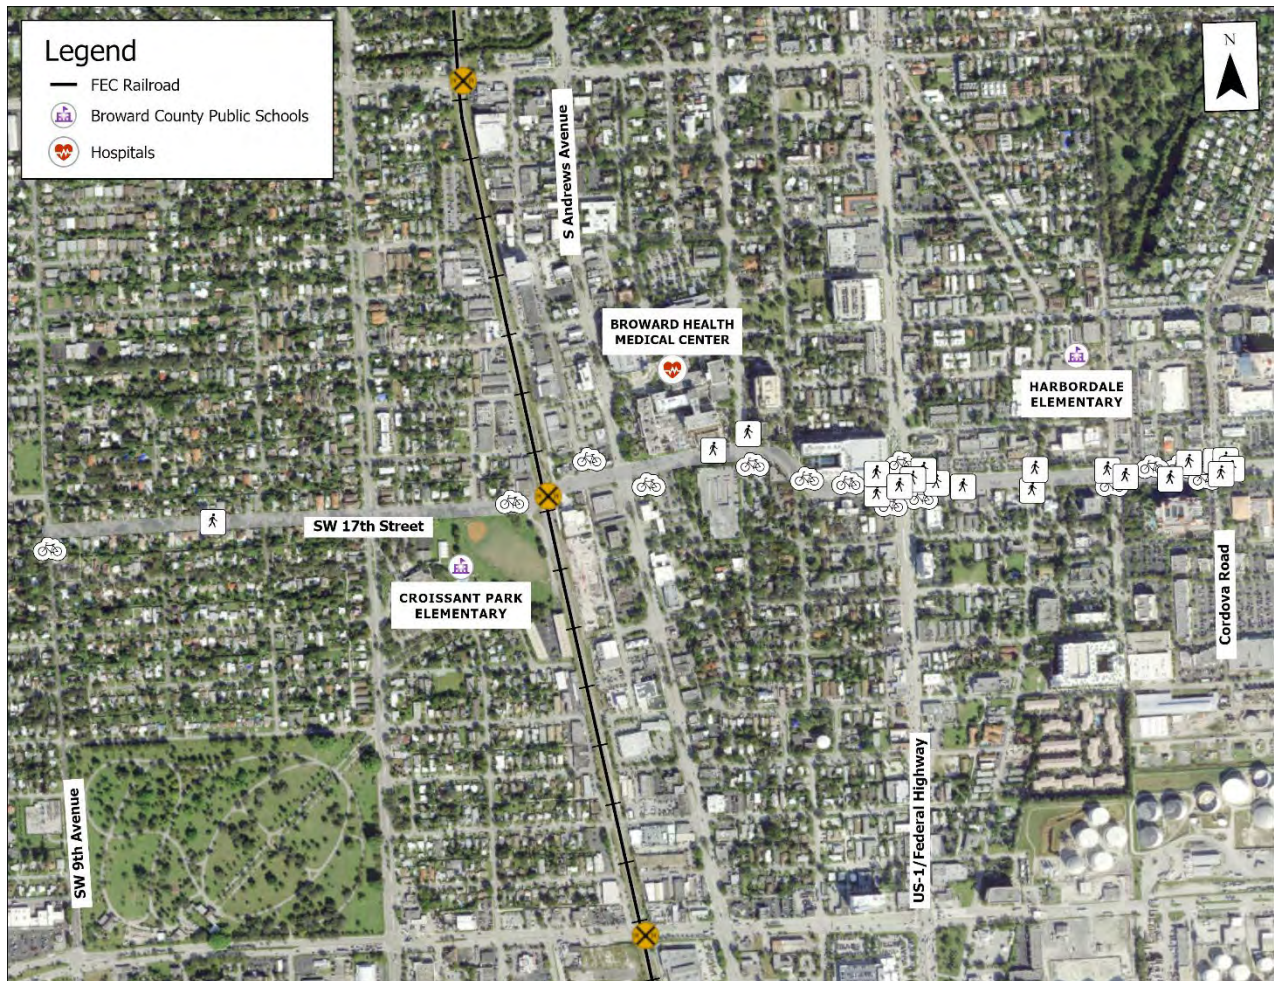 Legend
FEC Railroad
Broward County Public Schools
Hospitals
N
S Andrews Avenue
BROWARD HEALTH
MEDICAL CENTER
HARBORDALE
ELEMENTARY
SW 17th Street
CROISSANT PARK
ELEMENTARY
Cordova Road
SW 9th Avenue
US-1/Federal Highway